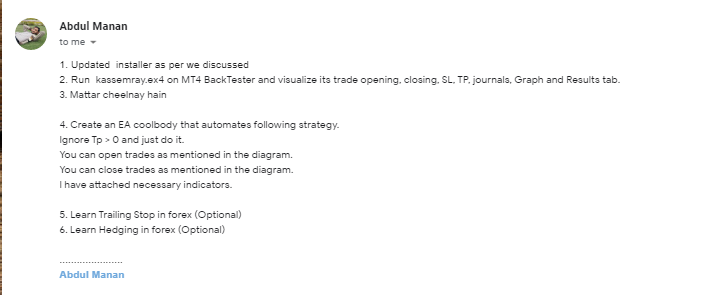 Abdul Manan
to me
1. Updated installer as per we discussed
2. Run kassemray.ex4 on MT4 BackTester and visualize its trade opening, closing, SL, TP, journals, Graph and Results tab.
3. Mattar cheelnay hain
4. Create an EA coolbody that automates following strategy.
Ignore Tp > 0 and just do it.
You can open trades as mentioned in the diagram.
You can close trades as mentioned in the diagram.
I have attached necessary indicators.
5. Learn Trailing Stop in forex (Optional)
6. Learn Hedging in forex (Optional)
......................
Abdul Manan